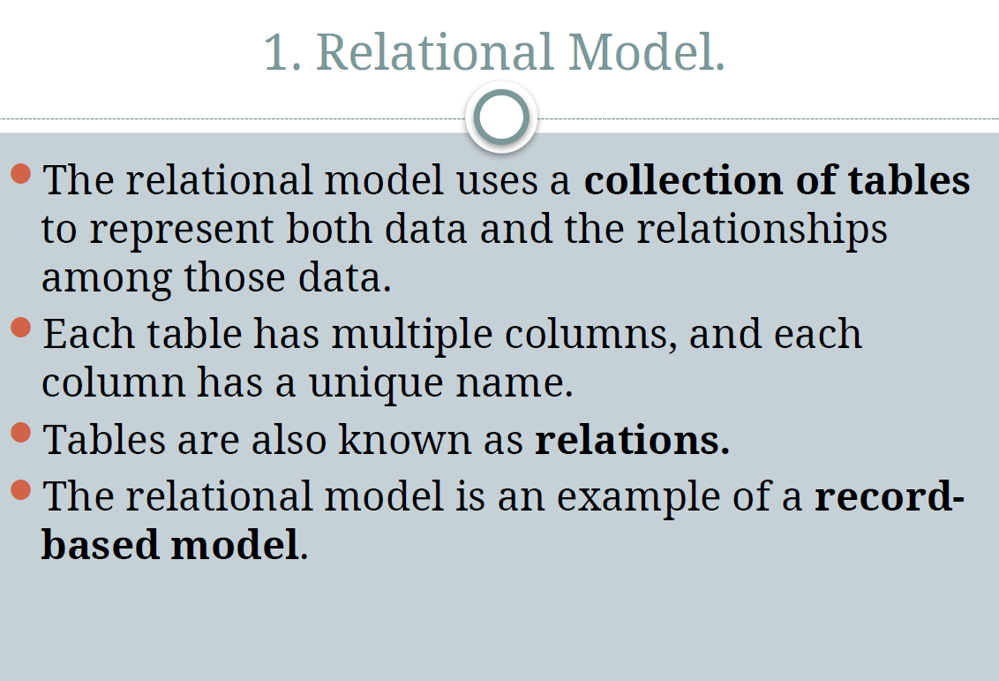 1. Relational Model.
The relational model uses a collection of tables
to represent both data and the relationships
among those data.
Each table has multiple columns, and each
column has a unique name.
Tables are also known as relations.
The relational model is an example of a record-
based model.